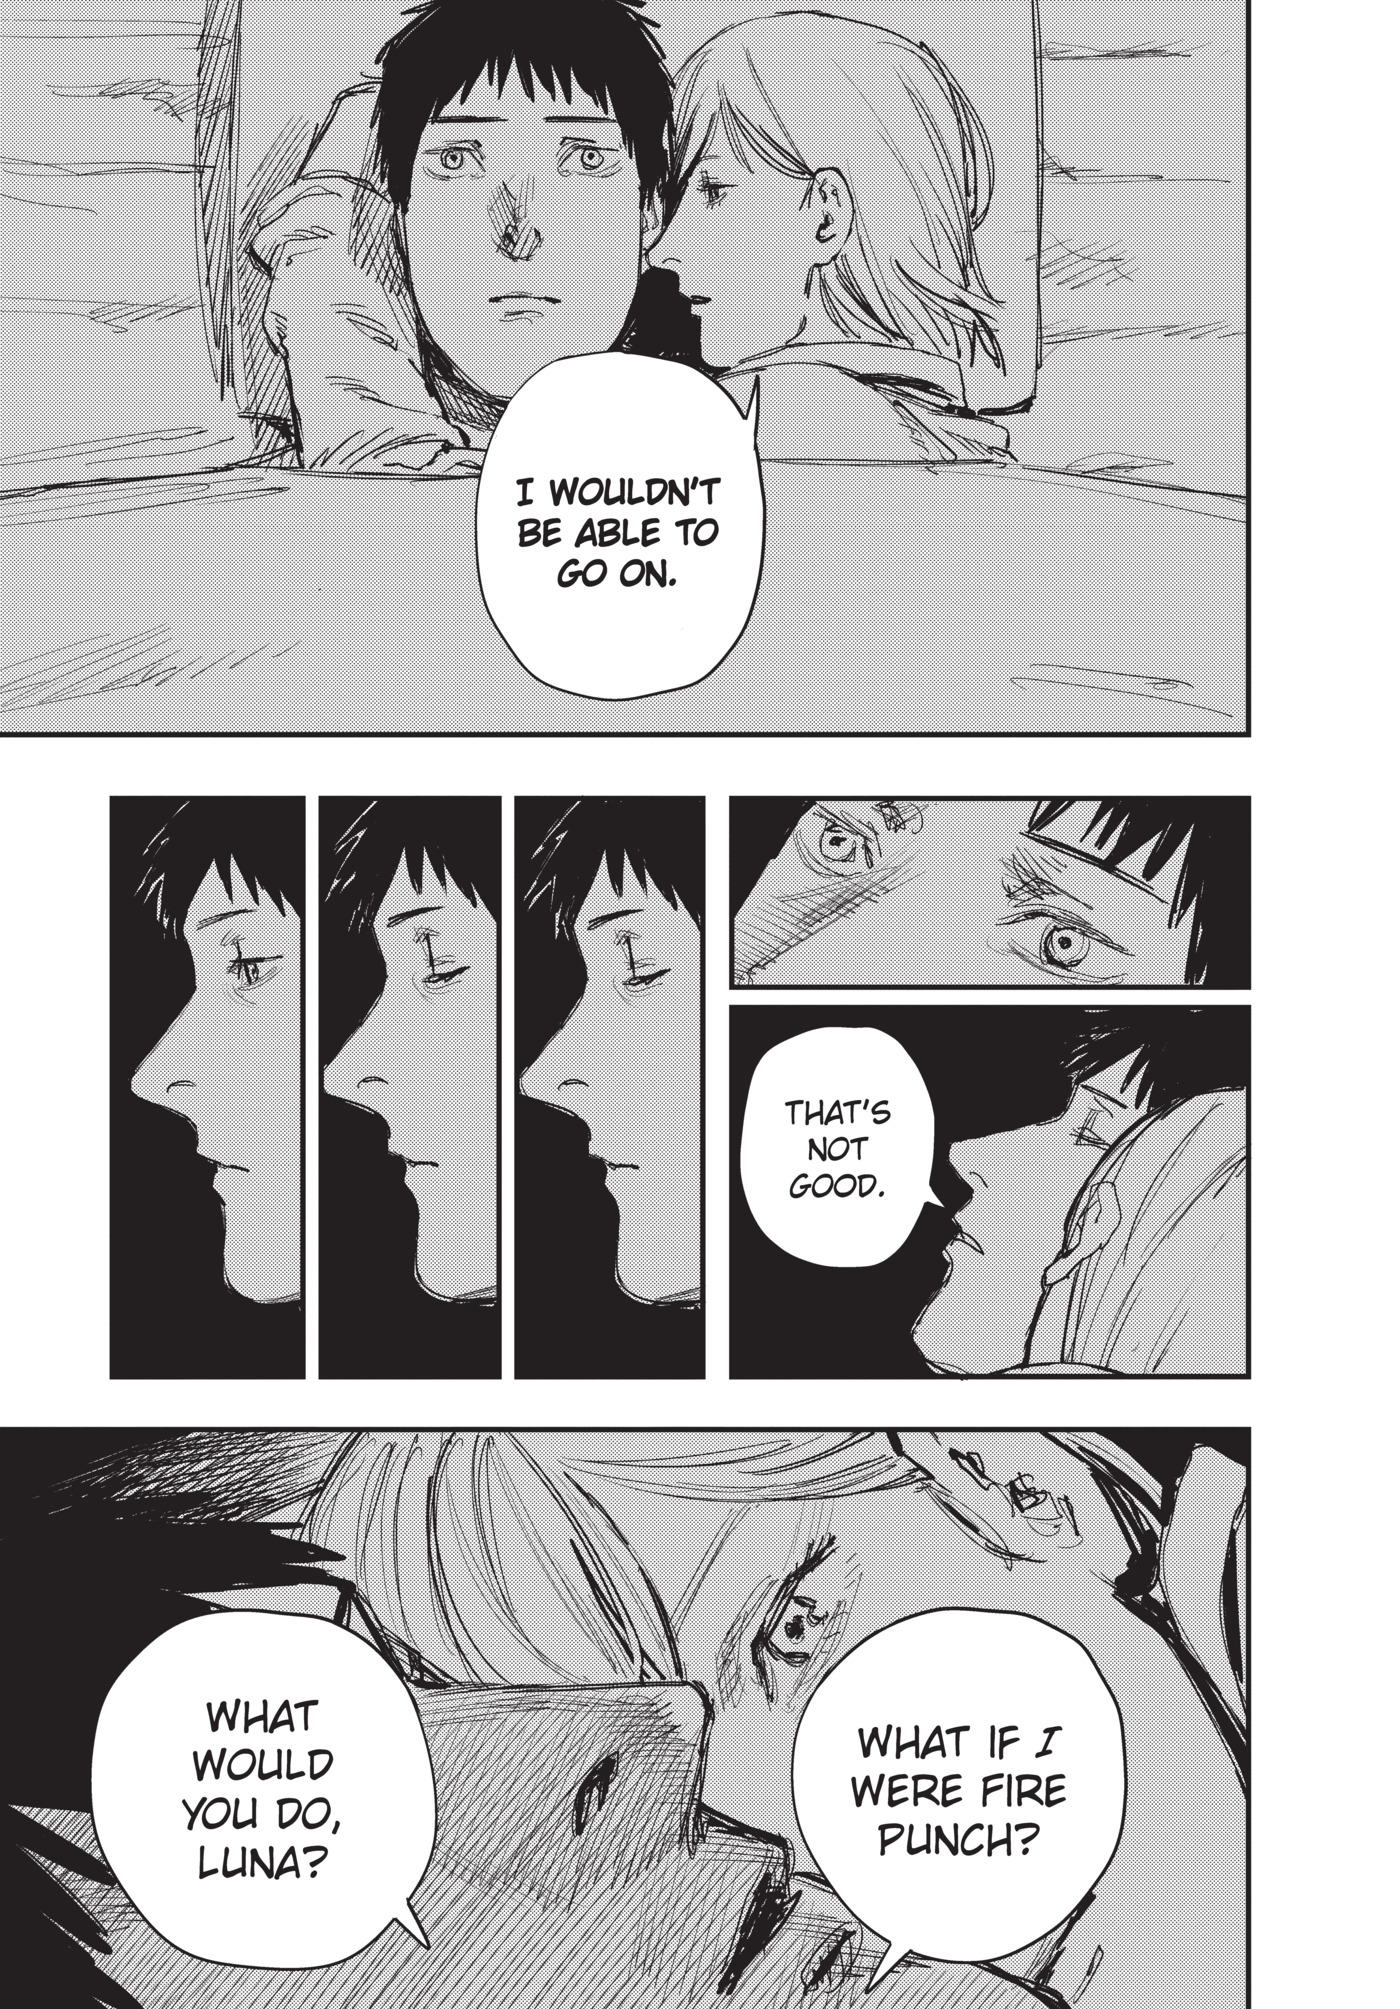 I WOULDN'T
BE ABLE TO
GO ON.
THAT'S
NOT
GOOD.
WHAT IF I
WERE FIRE
PUNCH?
WHAT
WOULD
YOU DO,
LUNA?